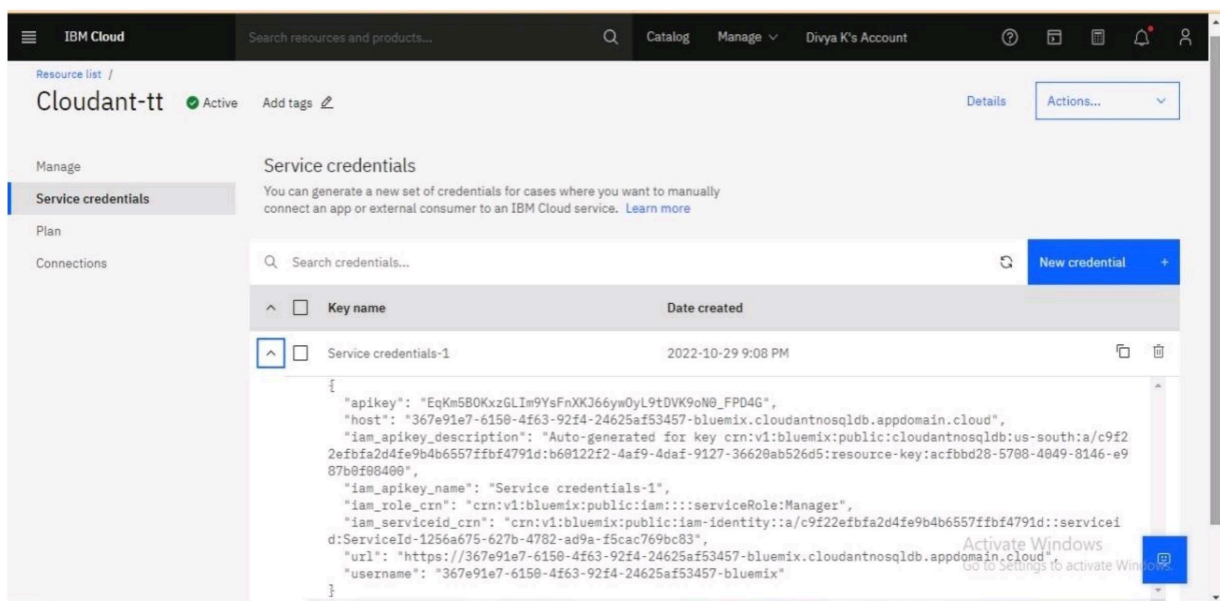 IBM Cloud
Search resources and products...
Catalog
Manage
Divya K's Account
Resource list /
Cloudant-tt
Active
Add tags
Details
Actions...
Manage
Service credentials
Plan
Connections
Service credentials
You can generate a new set of credentials for cases where you want to manually
connect an app or external consumer to an IBM Cloud service. Learn more
Search credentials...
New credential +
Key name
Date created
Service credentials-1
2022-10-29 9:08 PM
{
"apikey": "EqKm5BOKxzGLIm9YsFnXKJ66ywOyL9tDVK9oN0_FPD4G",
"host": "367e91e7-6150-4f63-92f4-24625af53457-bluemix.cloudantnosqldb.appdomain.cloud",
"iam_apikey_description": "Auto-generated for key crn:v1:bluemix:public:cloudantnosqldb:us-south:a/c9f2
2efbfa2d4fe9b4b6557ffbf4791d:b60122f2-4af9-4daf-9127-36620ab526d5:resource-key:acfbbd28-5708-4049-8146-e9
87b0f08400",
"iam_apikey_name": "Service credentials-1",
"iam_role_crn": "crn:v1:bluemix:public:iam::::serviceRole:Manager",
"iam_serviceid_crn": "crn:v1:bluemix:public:iam-identity::a/c9f22efbfa2d4fe9b4b6557ffbf4791d::servicei
d:ServiceId-1256a675-627b-4782-ad9a-f5cac769bc83",
"url": "https://367e91e7-6150-4f63-92f4-24625af53457-bluemix.cloudantnosqldb.appdomain.cloud",
"username": "367e91e7-6150-4f63-92f4-24625af53457-bluemix"
}
Activate Windows
Go to Settings to activate Windows.